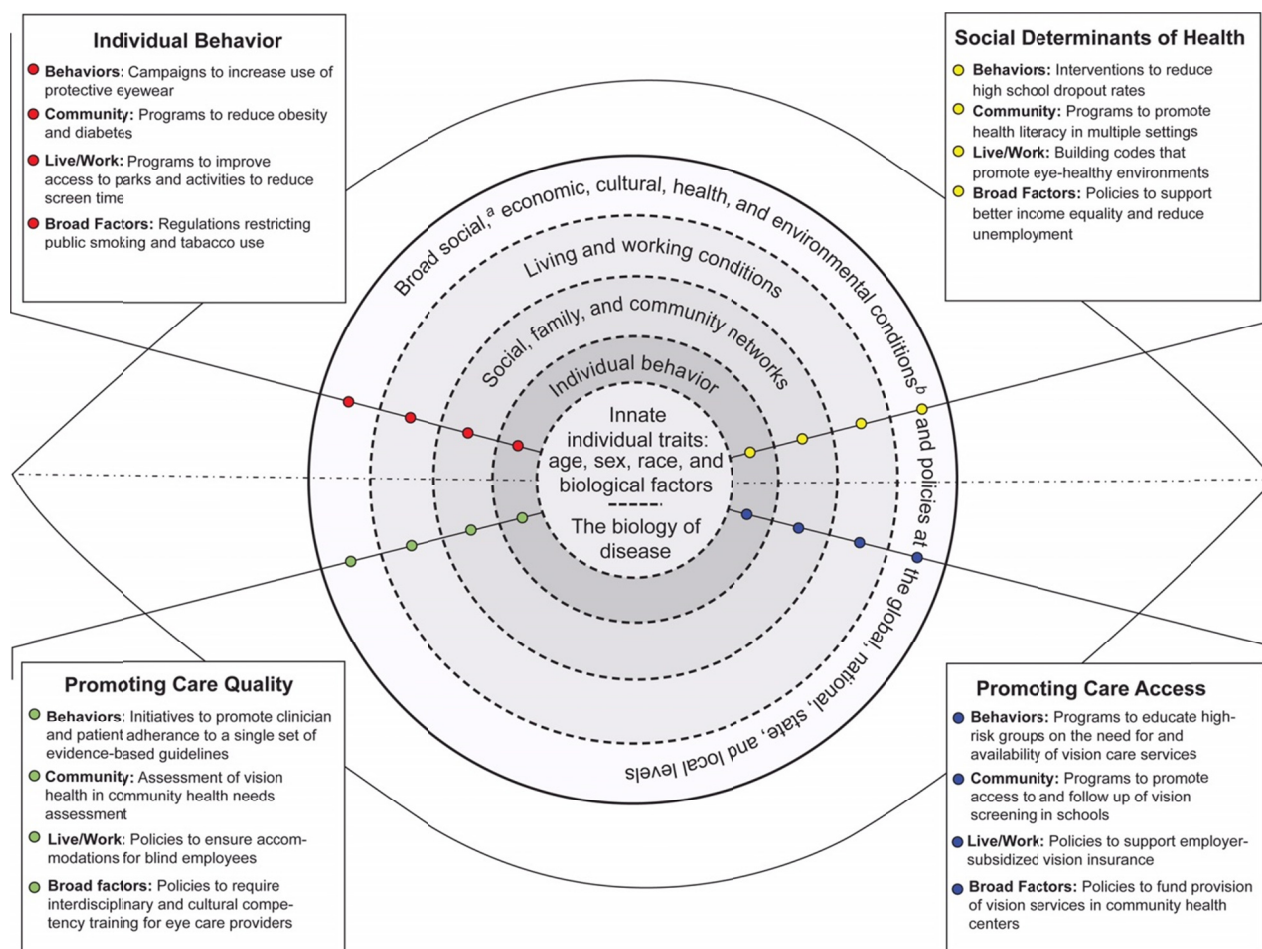 Individual Behavior
Behaviors: Campaigns to increase use of
protective eyewear
Community: Programs to reduce obesity
and diabetes
Live/Work: Programs to improve
access to parks and activities to reduce
screen time
Broad Factors: Regulations restricting
public smoking and tobacco use
Social Determinants of Health
Behaviors: Interventions to reduce
high school dropout rates
Community: Programs to promote
health literacy in multiple settings
Live/Work: Building codes that
promote eye-healthy environments
Broad Factors: Policies to support
better income equality and reduce
unemployment
Broad social,a economic, cultural, health, and environmental conditionsb and policies at the global, national, state, and local levels
Living and working conditions
Social, family, and community networks
Individual behavior
Innate
individual traits:
age, sex, race, and
biological factors
The biology of
disease
Promoting Care Quality
Behaviors: Initiatives to promote clinician
and patient adherence to a single set of
evidence-based guidelines
Community: Assessment of vision
health in community health needs
assessment
Live/Work: Policies to ensure accom-
modations for blind employees
Broad factors: Policies to require
interdisciplinary and cultural compe-
tency training for eye care providers
Promoting Care Access
Behaviors: Programs to educate high-
risk groups on the need for and
availability of vision care services
Community: Programs to promote
access to and follow up of vision
screening in schools
Live/Work: Policies to support employer-
subsidized vision insurance
Broad Factors: Policies to fund provision
of vision services in community health
centers